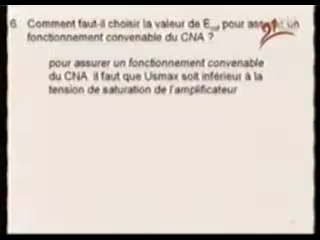 6. Comment faut-il choisir la valeur de E pour assurer un
fonctionnement convenable du CNA ?
pour assurer un fonctionnement convenable
du CNA il faut que Usmax soit inférieur à la
tension de saturation de l'amplificateur